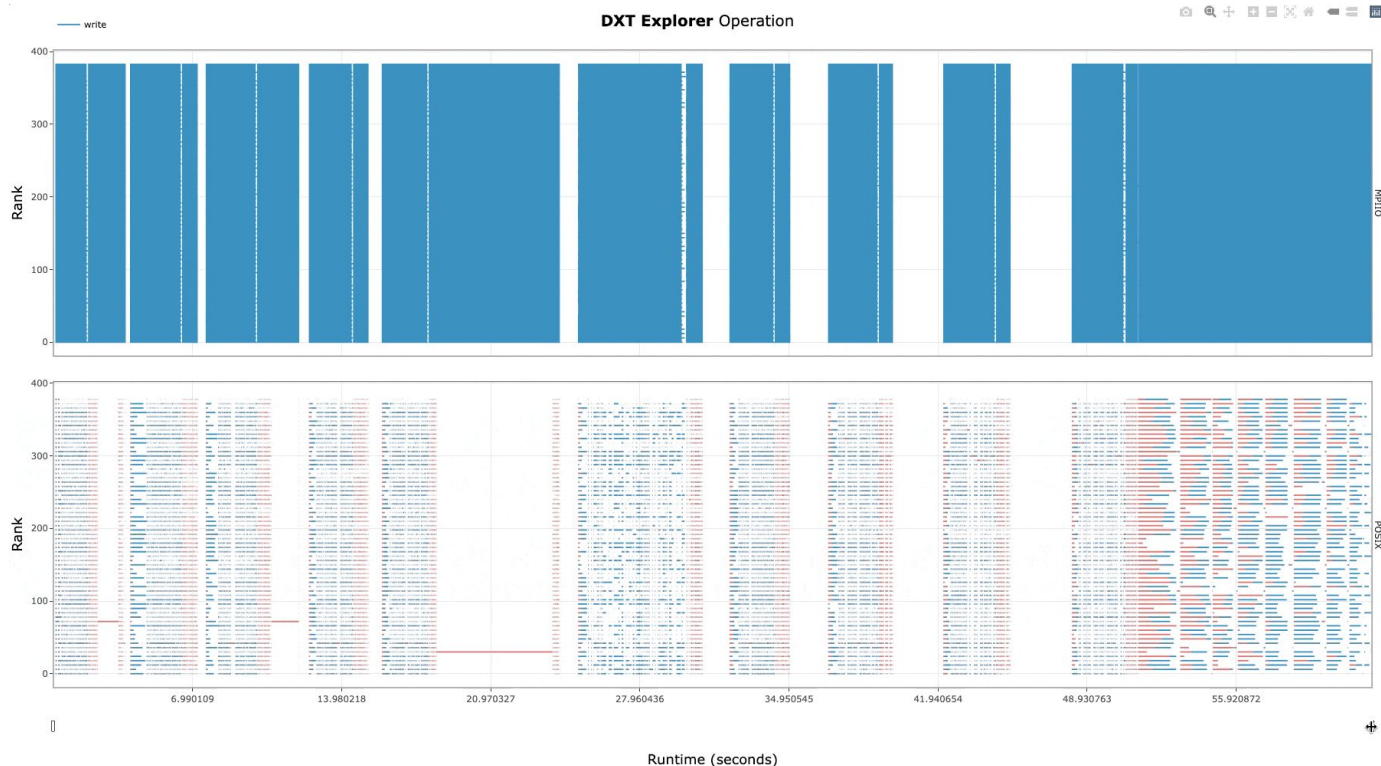 DXT Explorer Operation
write
400
300
200
100
0
Rank
MPIIO
400
300
200
100
0
Rank
POSIX
6.990109
13.980218
20.970327
27.960436
34.950545
41.940654
48.930763
55.920872
Runtime (seconds)